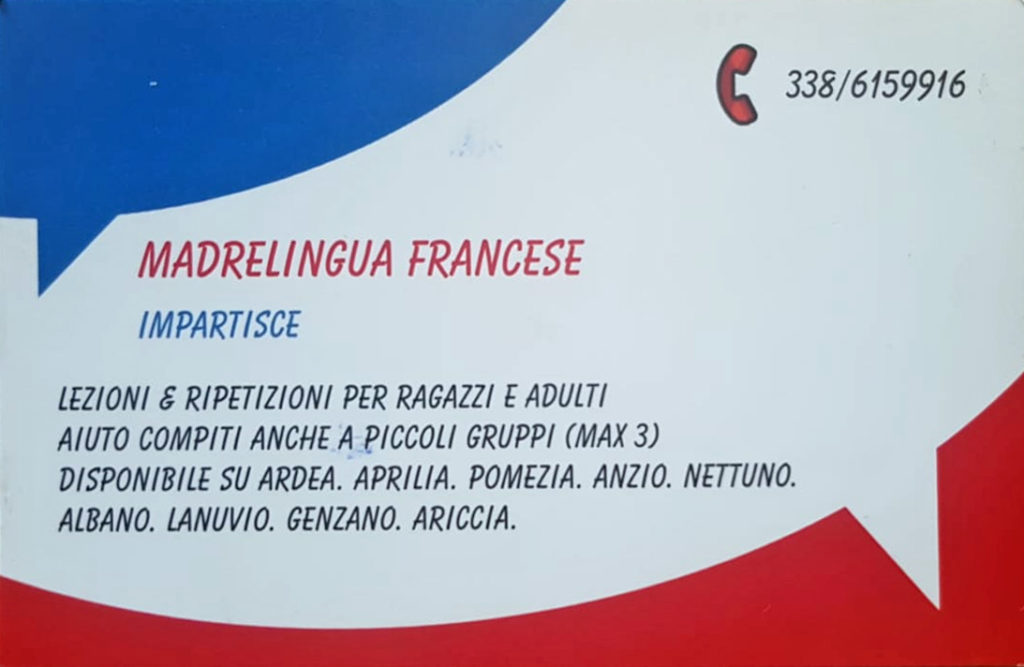 338/6159916
MADRELINGUA FRANCESE
IMPARTISCE
LEZIONI & RIPETIZIONI PER RAGAZZI E ADULTI
AIUTO COMPITI ANCHE A PICCOLI GRUPPI (MAX 3)
DISPONIBILE SU ARDEA. APRILIA. POMEZIA. ANZIO. NETTUNO.
ALBANO. LANUVIO. GENZANO. ARICCIA.